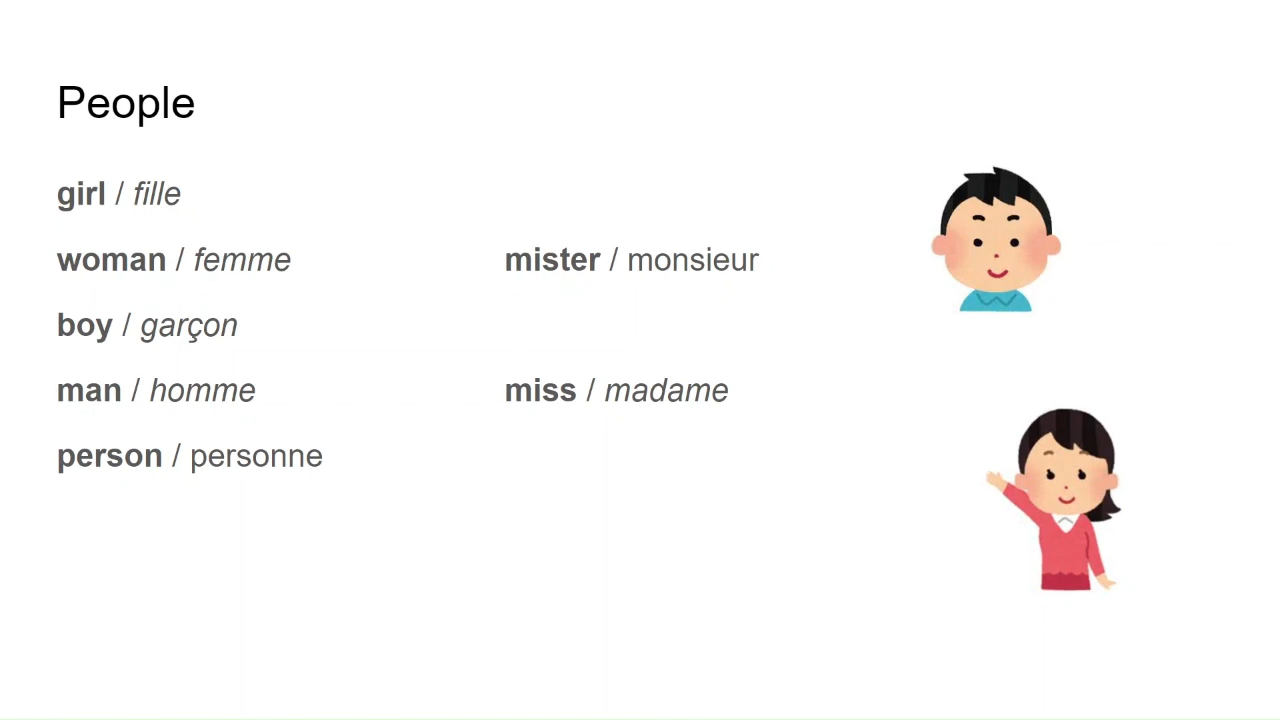 People
girl / fille
woman / femme
boy / garçon
man / homme
person / personne
mister / monsieur
miss / madame